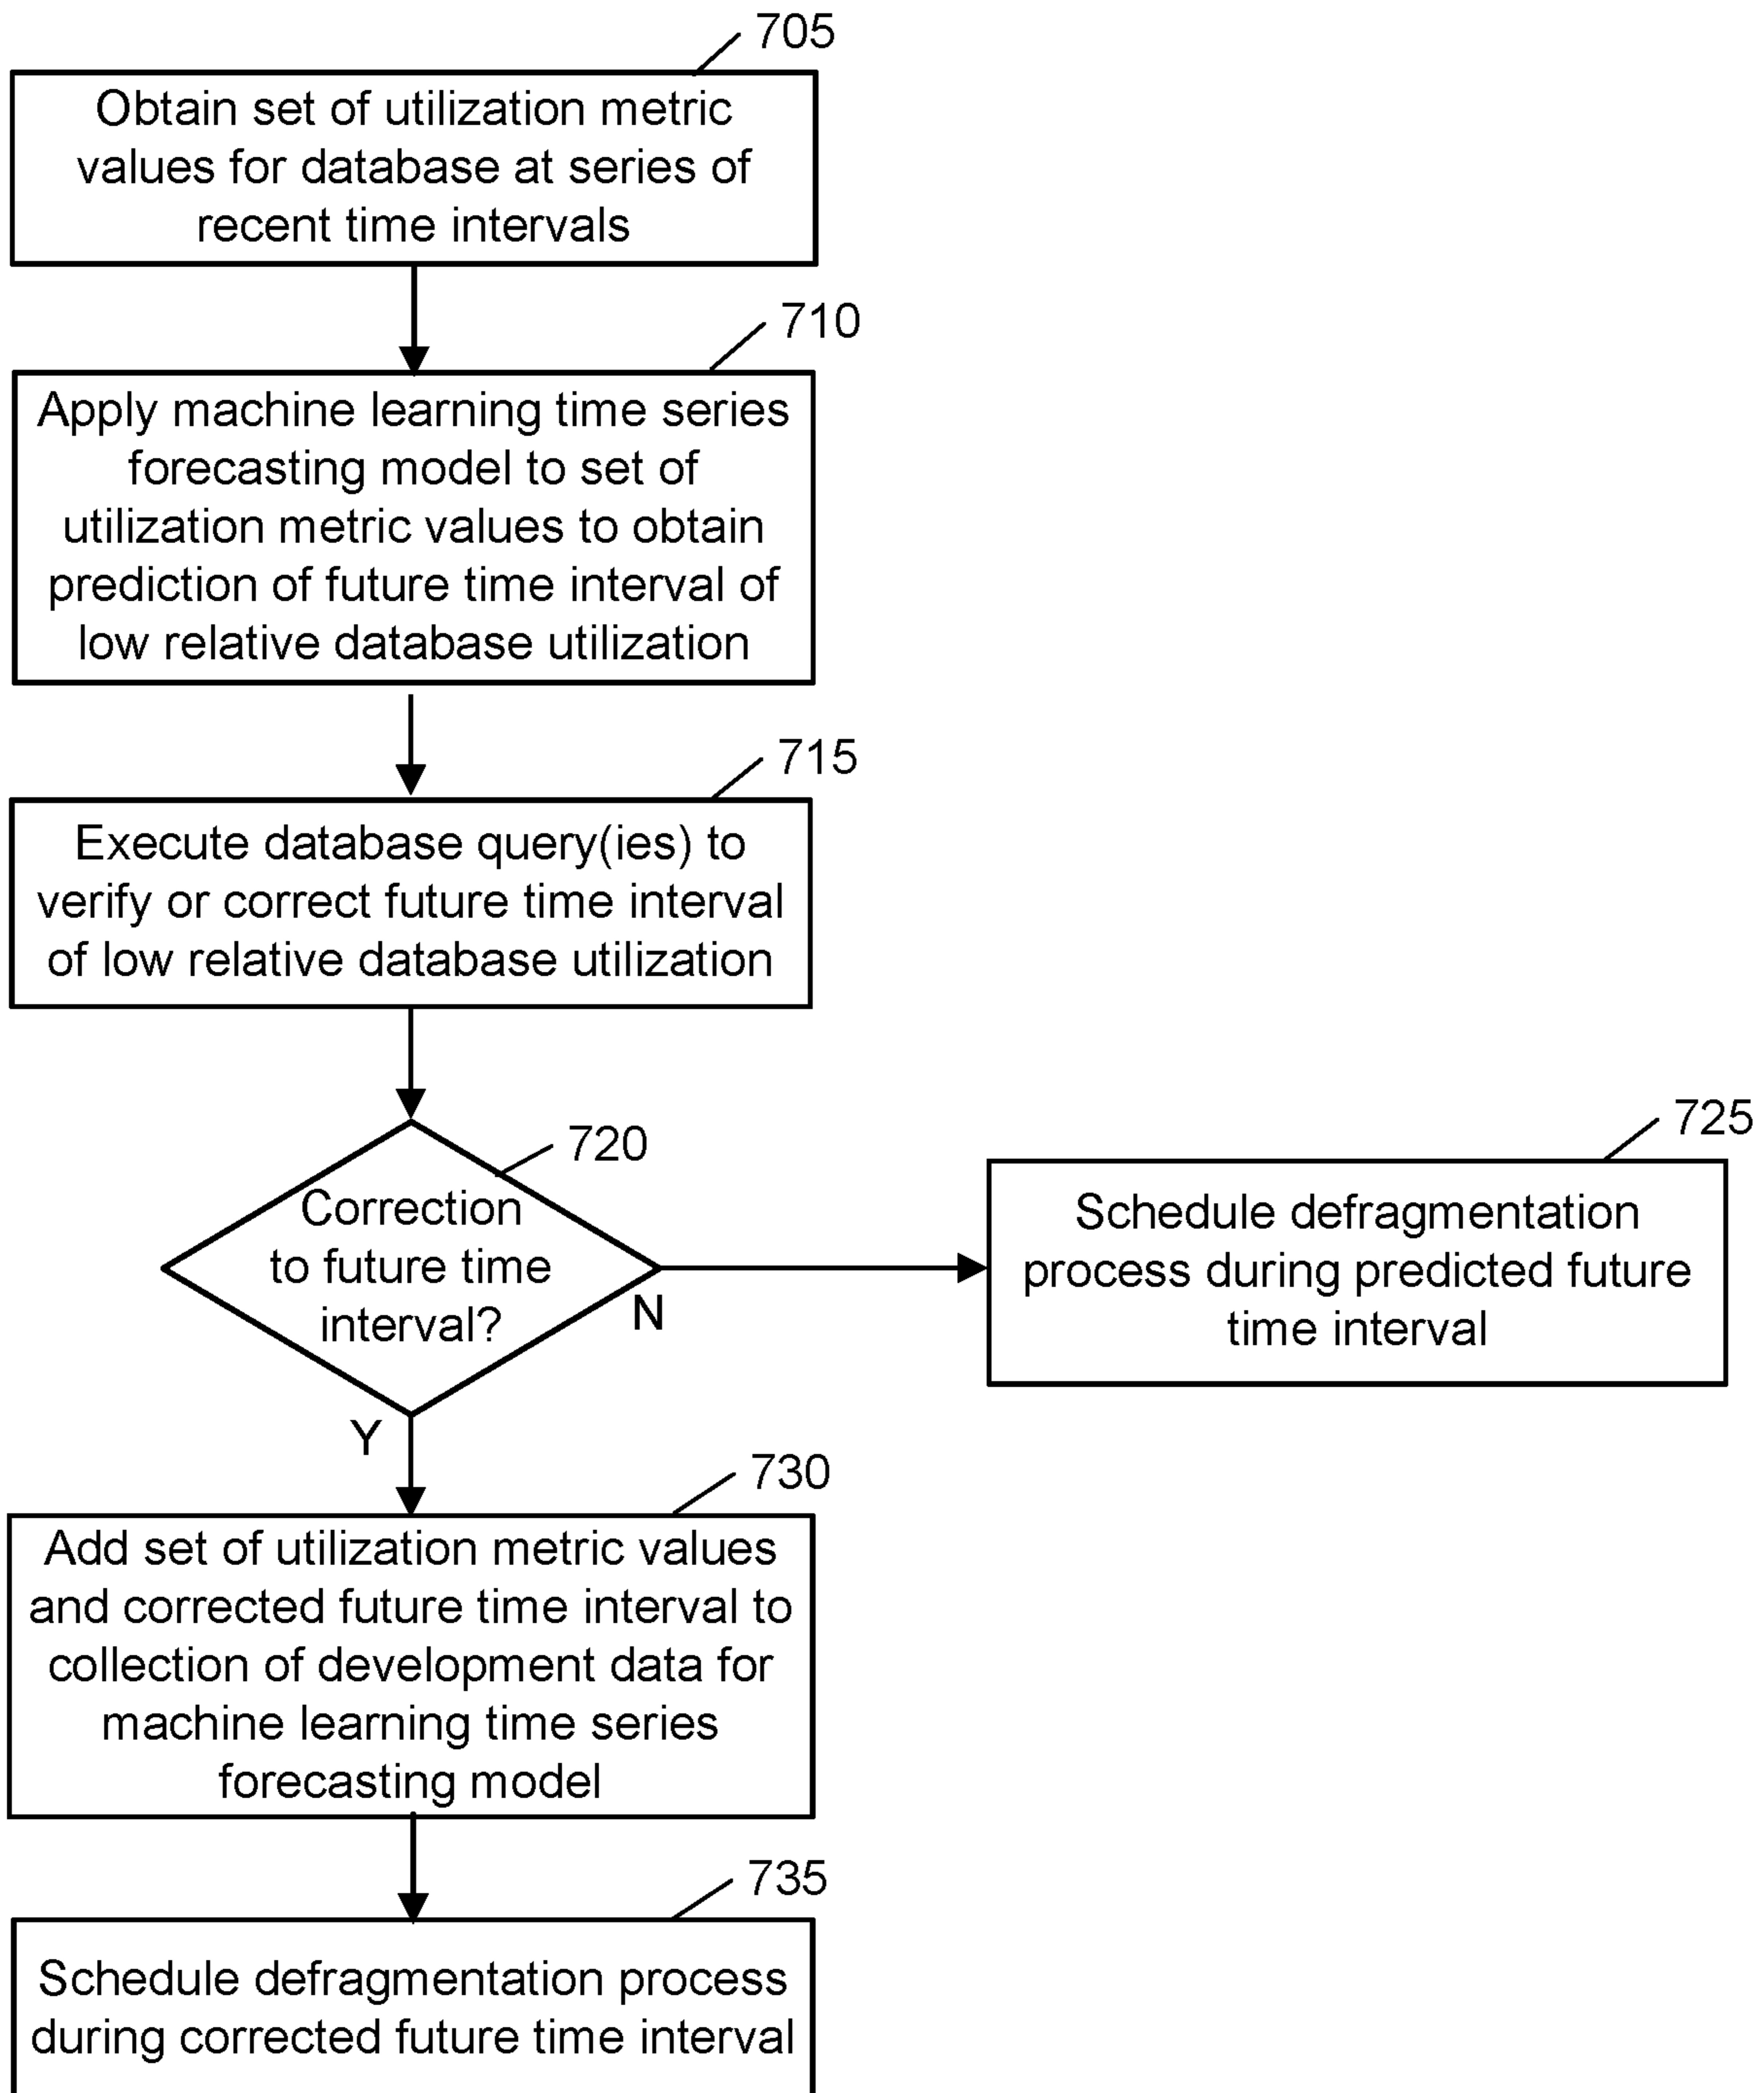 705
Obtain set of utilization metric
values for database at series of
recent time intervals
710
Apply machine learning time series
forecasting model to set of
utilization metric values to obtain
prediction of future time interval of
low relative database utilization
715
Execute database query(ies) to
verify or correct future time interval
of low relative database utilization
720
Correction
to future time
interval?
N
725
Schedule defragmentation
process during predicted future
time interval
Y
730
Add set of utilization metric values
and corrected future time interval to
collection of development data for
machine learning time series
forecasting model
735
Schedule defragmentation process
during corrected future time interval